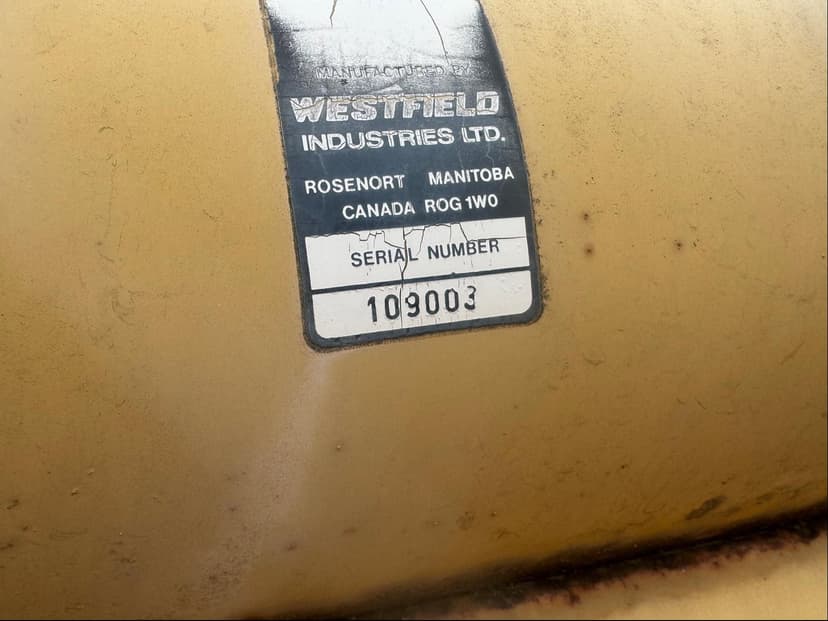 MANUFACTURED BY
WESTFIELD
INDUSTRIES LTD.
ROSENORT MANITOBA
CANADA ROG 1W0
SERIAL NUMBER
109003